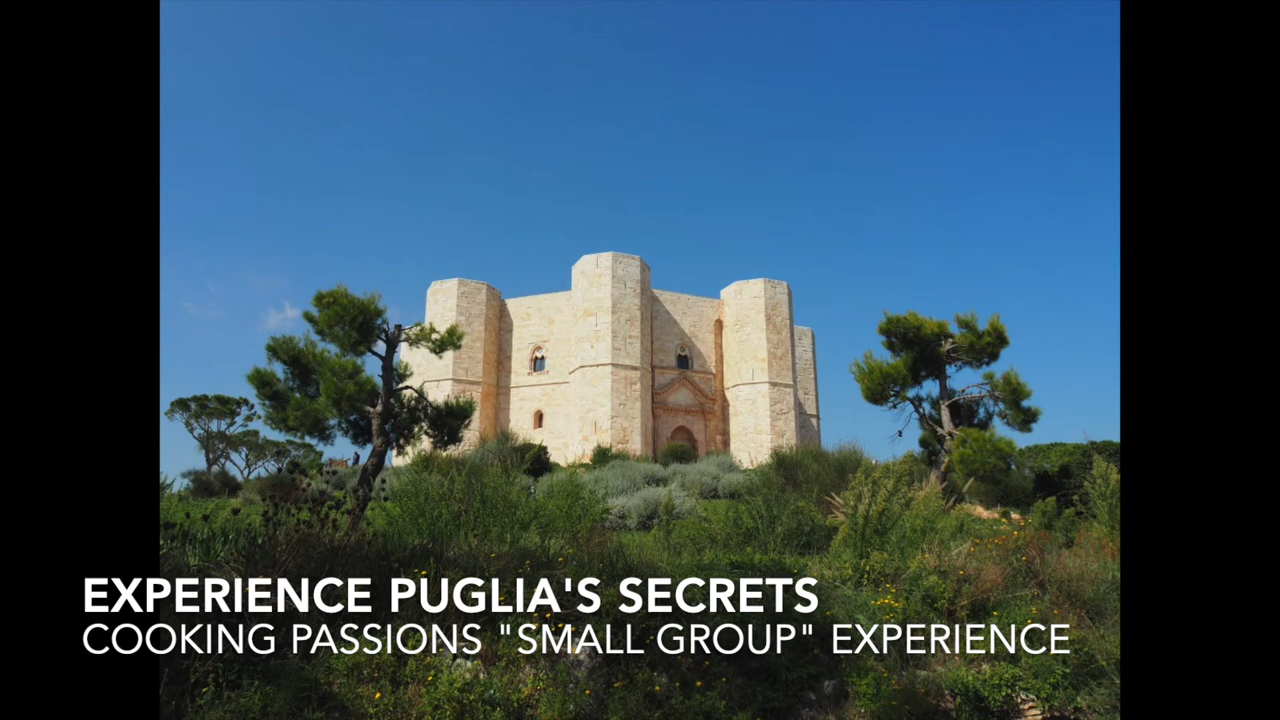 EXPERIENCE PUGLIA'S SECRETS
COOKING PASSIONS "SMALL GROUP" EXPERIENCE